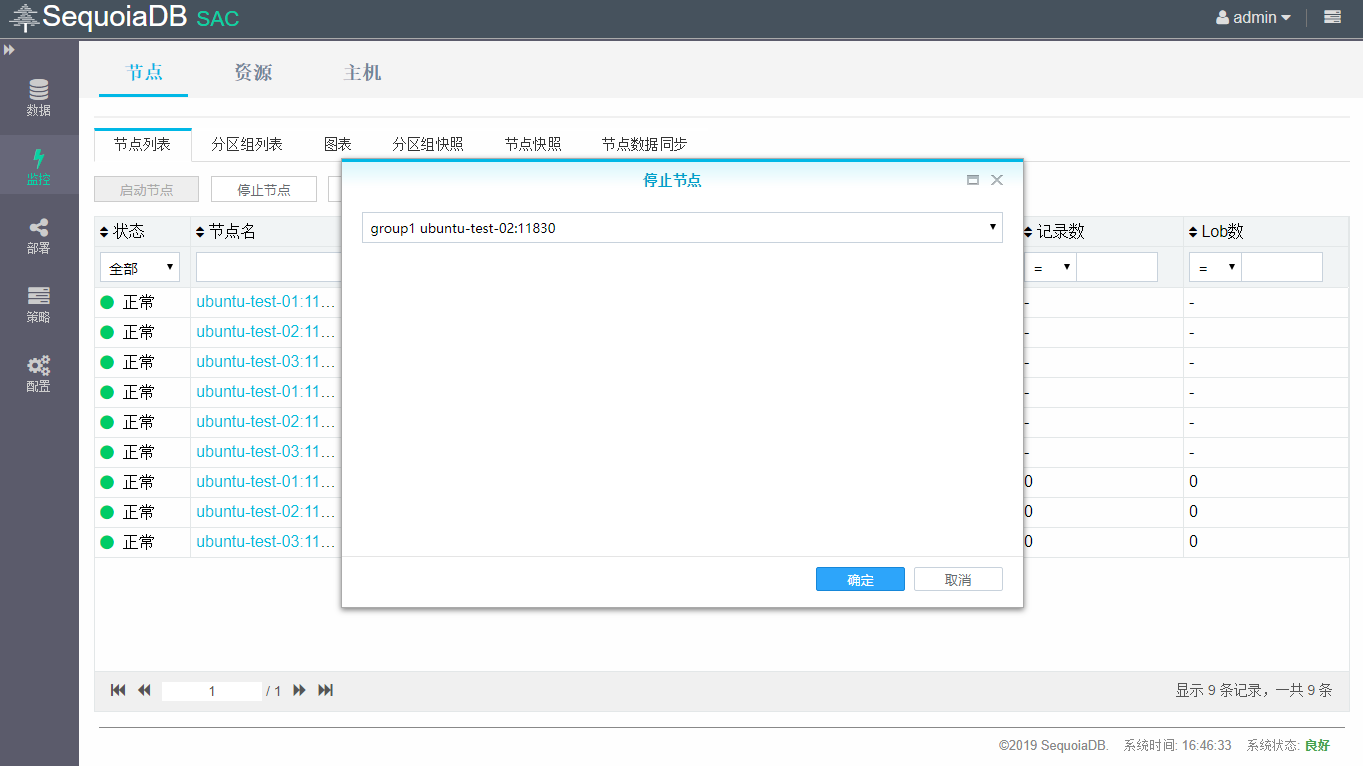 SequoiaDB SAC
admin
数据
监控
部署
策略
配置
节点 资源 主机
节点列表 分区组列表 图表 分区组快照 节点快照 节点数据同步
启动节点 停止节点
停止节点
group1 ubuntu-test-02:11830
确定 取消
状态 节点名 记录数 Lob数
全部 = =
正常 ubuntu-test-01:11... - -
正常 ubuntu-test-02:11... - -
正常 ubuntu-test-03:11... - -
正常 ubuntu-test-01:11... - -
正常 ubuntu-test-02:11... - -
正常 ubuntu-test-03:11... - -
正常 ubuntu-test-01:11... 0 0
正常 ubuntu-test-02:11... 0 0
正常 ubuntu-test-03:11... 0 0
1 / 1 显示 9 条记录，一共 9 条
©2019 SequoiaDB. 系统时间: 16:46:33 系统状态: 良好